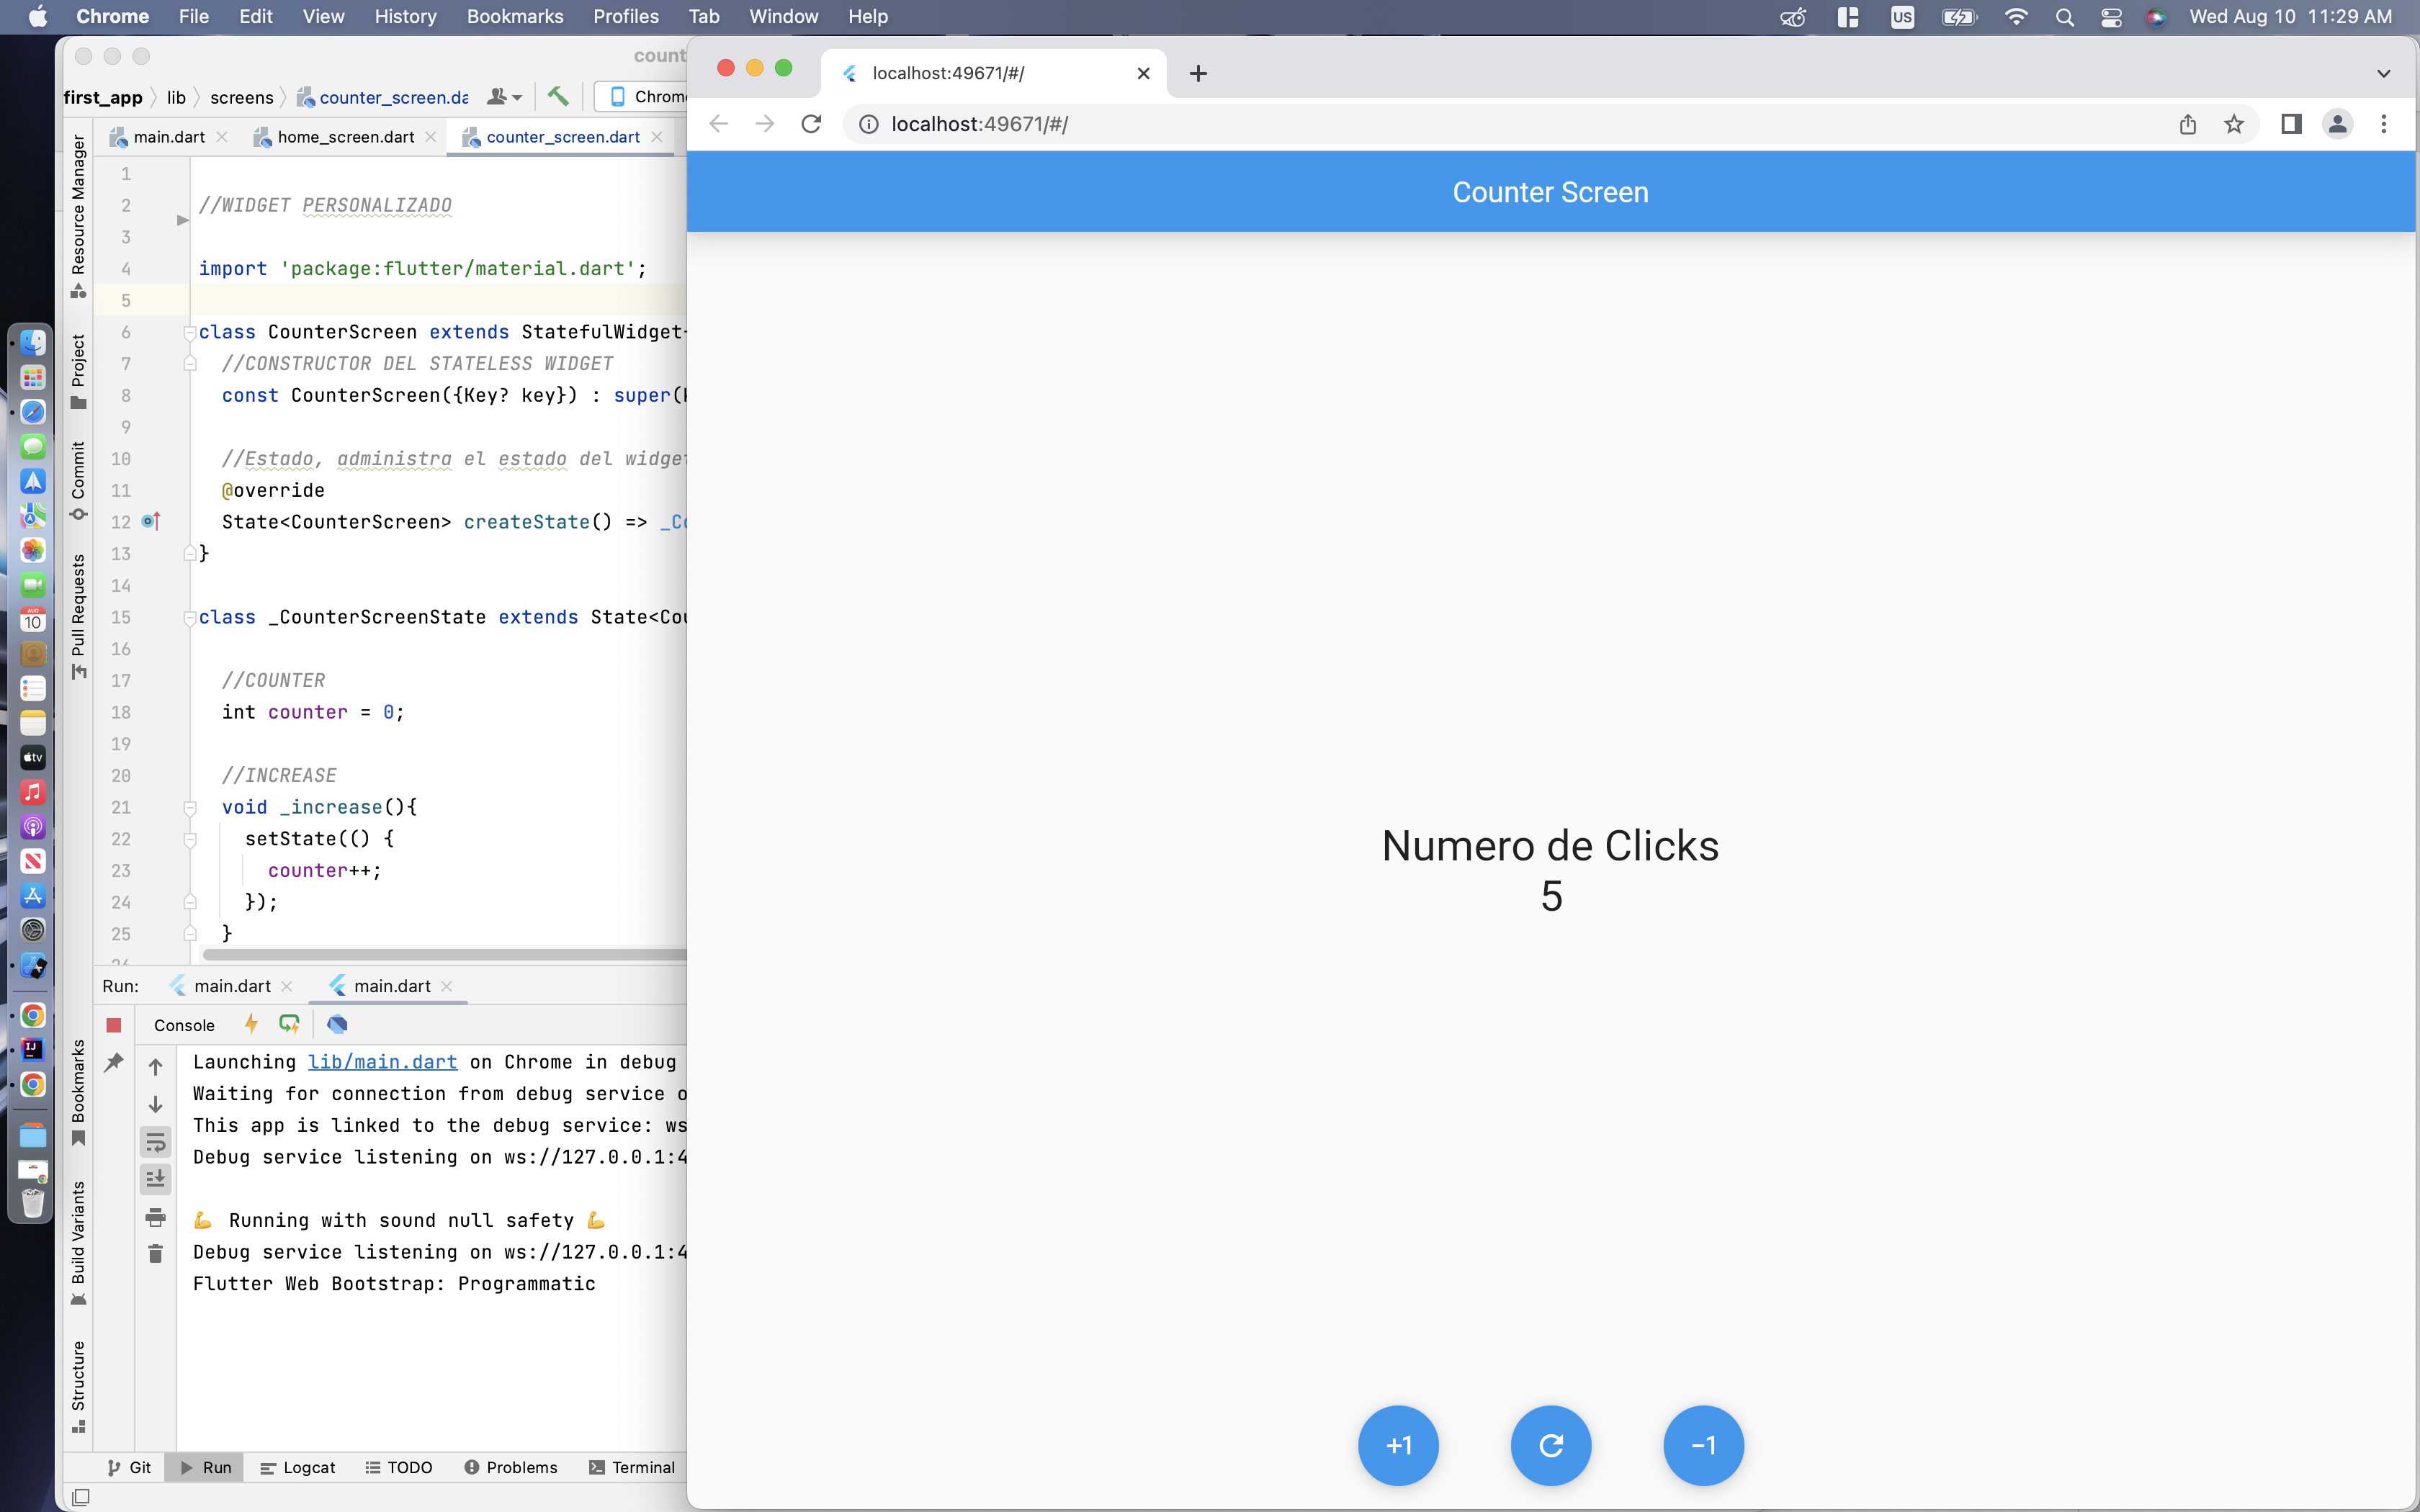 Chrome File Edit View History Bookmarks Profiles Tab Window Help US Wed Aug 10 11:29 AM
first_app lib screens counter_screen.da
main.dart home_screen.dart counter_screen.dart
Resource Manager
Project
Commit
Pull Requests
Bookmarks
Build Variants
Structure
1
2 //WIDGET PERSONALIZADO
3
4 import 'package:flutter/material.dart';
5
6 class CounterScreen extends StatefulWidget
7 //CONSTRUCTOR DEL STATELESS WIDGET
8 const CounterScreen({Key? key}) : super(
9
10 //Estado, administra el estado del widget
11 @override
12 State<CounterScreen> createState() => _Co
13 }
14
15 class _CounterScreenState extends State<Cou
16
17 //COUNTER
18 int counter = 0;
19
20 //INCREASE
21 void _increase(){
22 setState(() {
23 counter++;
24 });
25 }
Run: main.dart main.dart
Console
Launching lib/main.dart on Chrome in debug
Waiting for connection from debug service o
This app is linked to the debug service: ws
Debug service listening on ws://127.0.0.1:4
💪 Running with sound null safety 💪
Debug service listening on ws://127.0.0.1:4
Flutter Web Bootstrap: Programmatic
Git Run Logcat TODO Problems Terminal
AUG
10
tv
IJ
localhost:49671/#/
localhost:49671/#/
Counter Screen
Numero de Clicks
5
+1 -1